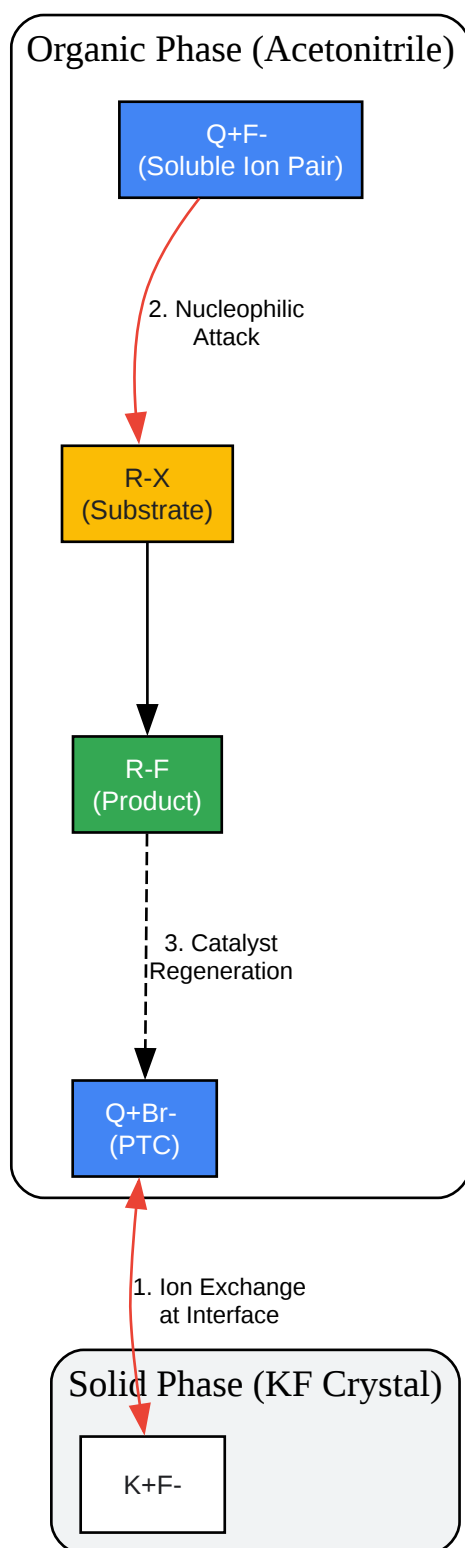 Organic Phase (Acetonitrile)
Q+F-
(Soluble Ion Pair)
2. Nucleophilic
Attack
R-X
(Substrate)
R-F
(Product)
3. Catalyst
Regeneration
Q+Br-
(PTC)
1. Ion Exchange
at Interface
Solid Phase (KF Crystal)
K+F-